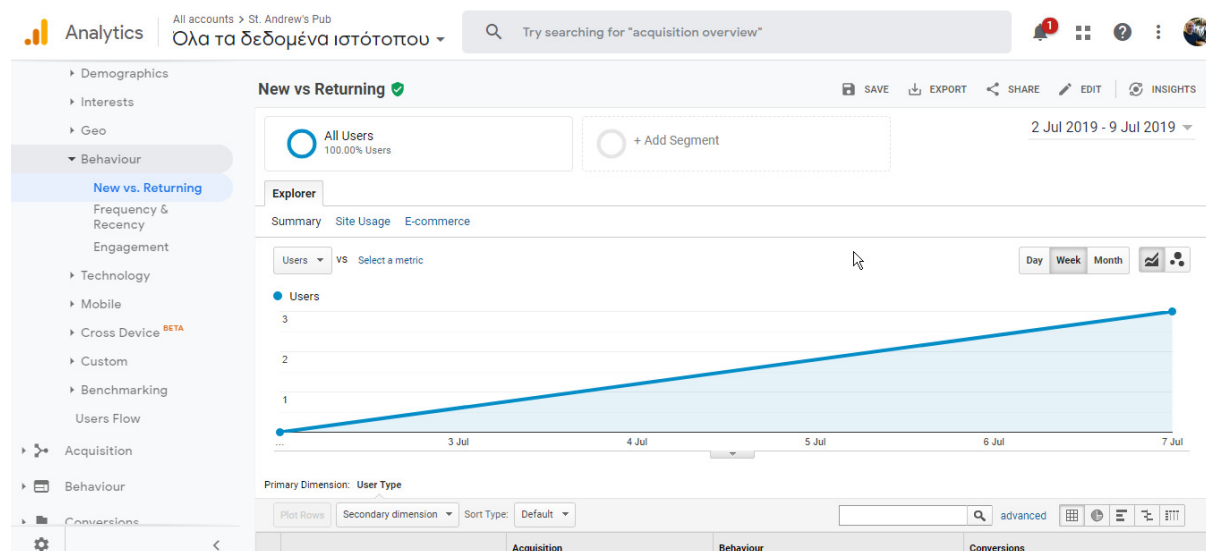 All accounts > St. Andrew's Pub
Analytics
Όλα τα δεδομένα ιστότοπου
Try searching for "acquisition overview"
1
Demographics
Interests
Geo
Behaviour
New vs. Returning
Frequency &
Recency
Engagement
Technology
Mobile
Cross Device BETA
Custom
Benchmarking
Users Flow
Acquisition
Behaviour
Conversions
New vs Returning
SAVE EXPORT SHARE EDIT INSIGHTS
All Users
100.00% Users
+ Add Segment
2 Jul 2019 - 9 Jul 2019
Explorer
Summary Site Usage E-commerce
Users VS Select a metric
Day Week Month
Users
3
2
1
... 3 Jul 4 Jul 5 Jul 6 Jul 7 Jul
Primary Dimension: User Type
Plot Rows Secondary dimension Sort Type: Default advanced
Acquisition Behaviour Conversions